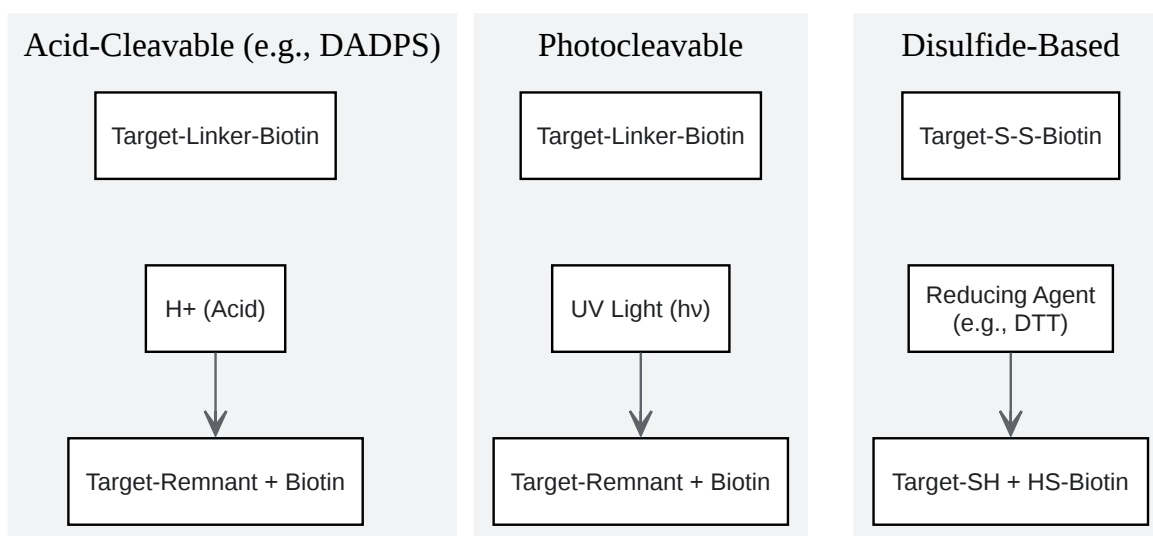 Acid-Cleavable (e.g., DADPS)
Target-Linker-Biotin
H+ (Acid)
Target-Remnant + Biotin
Photocleavable
Target-Linker-Biotin
UV Light (hν)
Target-Remnant + Biotin
Disulfide-Based
Target-S-S-Biotin
Reducing Agent
(e.g., DTT)
Target-SH + HS-Biotin